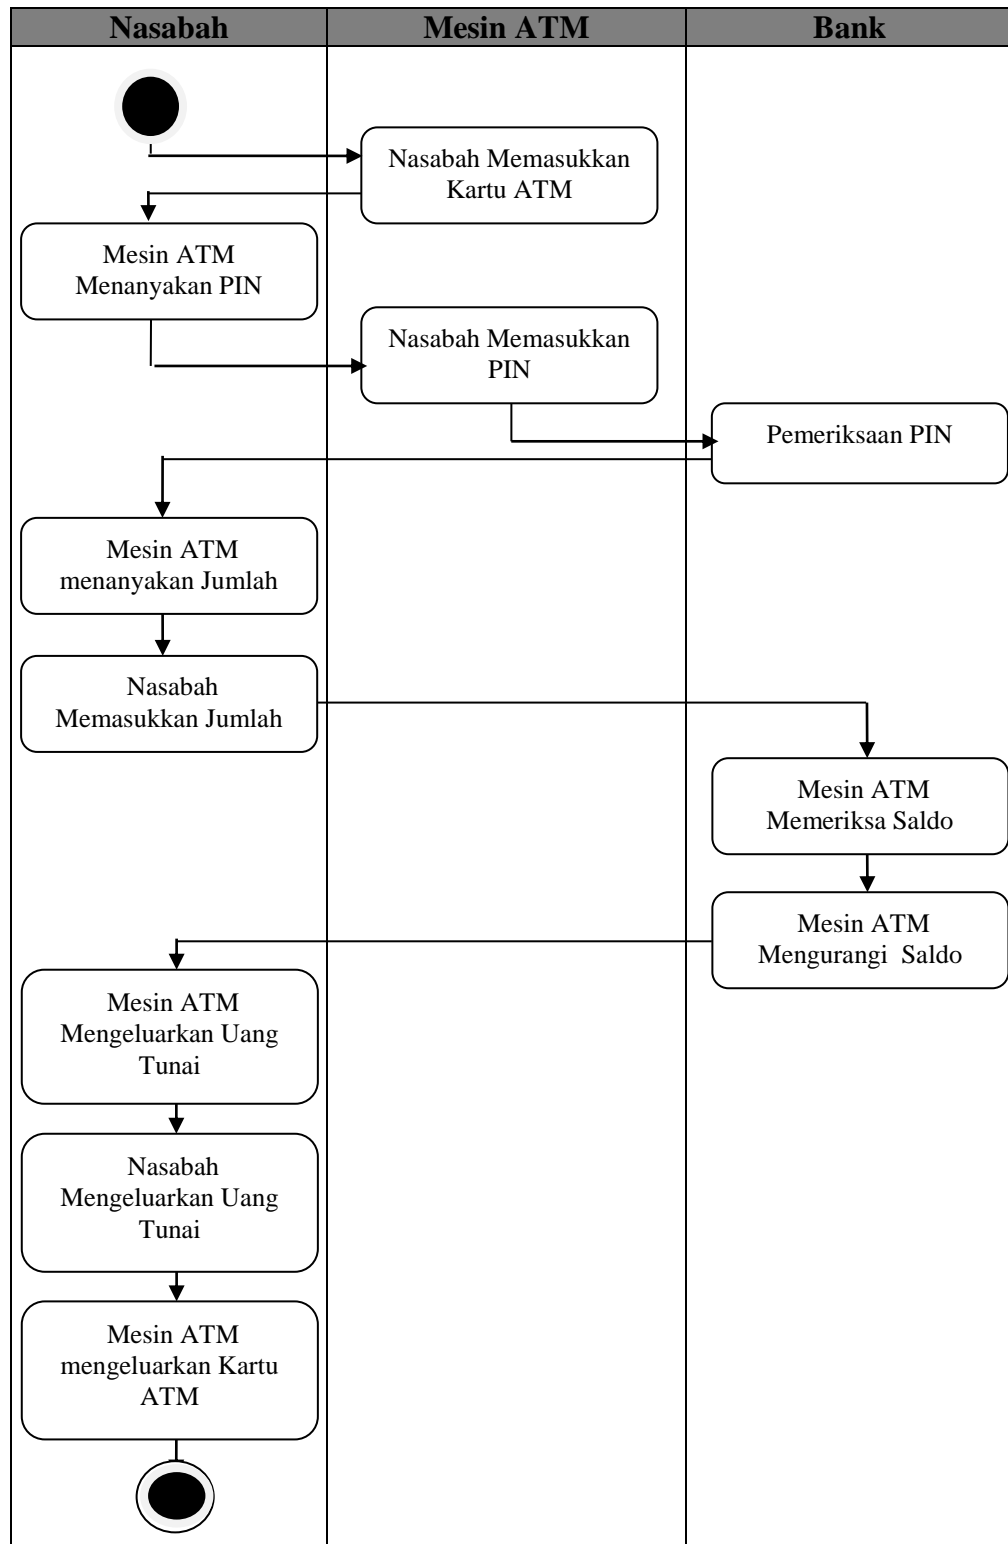 Nasabah
Mesin ATM
Bank
Nasabah Memasukkan
Kartu ATM
Mesin ATM
Menanyakan PIN
Nasabah Memasukkan
PIN
Pemeriksaan PIN
Mesin ATM
menanyakan Jumlah
Nasabah
Memasukkan Jumlah
Mesin ATM
Memeriksa Saldo
Mesin ATM
Mengurangi  Saldo
Mesin ATM
Mengeluarkan Uang
Tunai
Nasabah
Mengeluarkan Uang
Tunai
Mesin ATM
mengeluarkan Kartu
ATM